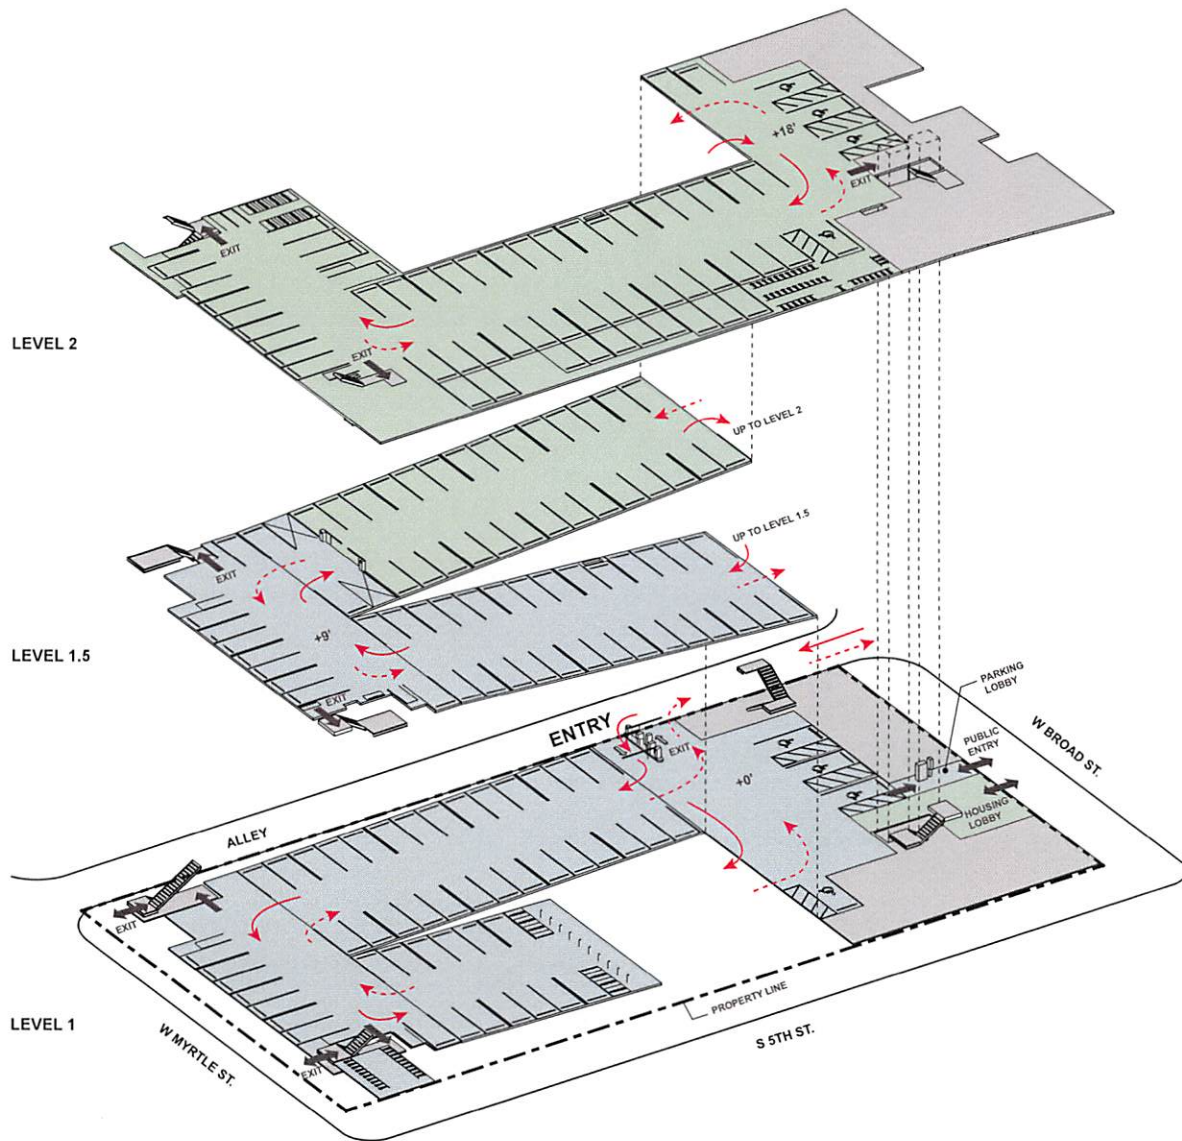 +18'
EXIT
EXIT
LEVEL 2
EXIT
UP TO LEVEL 2
UP TO LEVEL 1.5
EXIT
+9'
LEVEL 1.5
EXIT
PARKING
LOBBY
ENTRY
EXIT
PUBLIC
ENTRY
W BROAD ST.
+0'
HOUSING
LOBBY
ALLEY
EXIT
PROPERTY LINE
LEVEL 1
S 5TH ST.
W MYRTLE ST.
EXIT